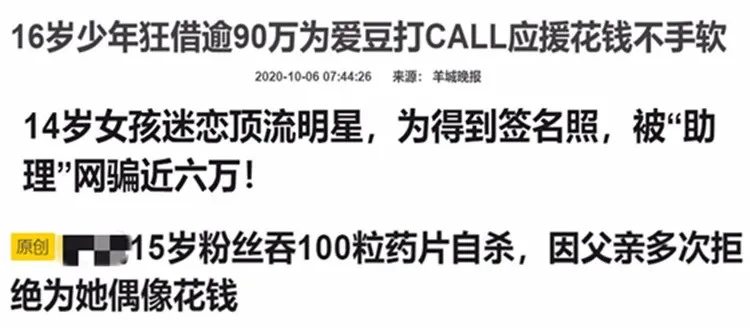 16岁少年狂借逾90万为爱豆打CALL应援花钱不手软
2020-10-06 07:44:26 来源：羊城晚报
14岁女孩迷恋顶流明星，为得到签名照，被“助
理”网骗近六万！
原创 15岁粉丝吞100粒药片自杀，因父亲多次拒
绝为她偶像花钱